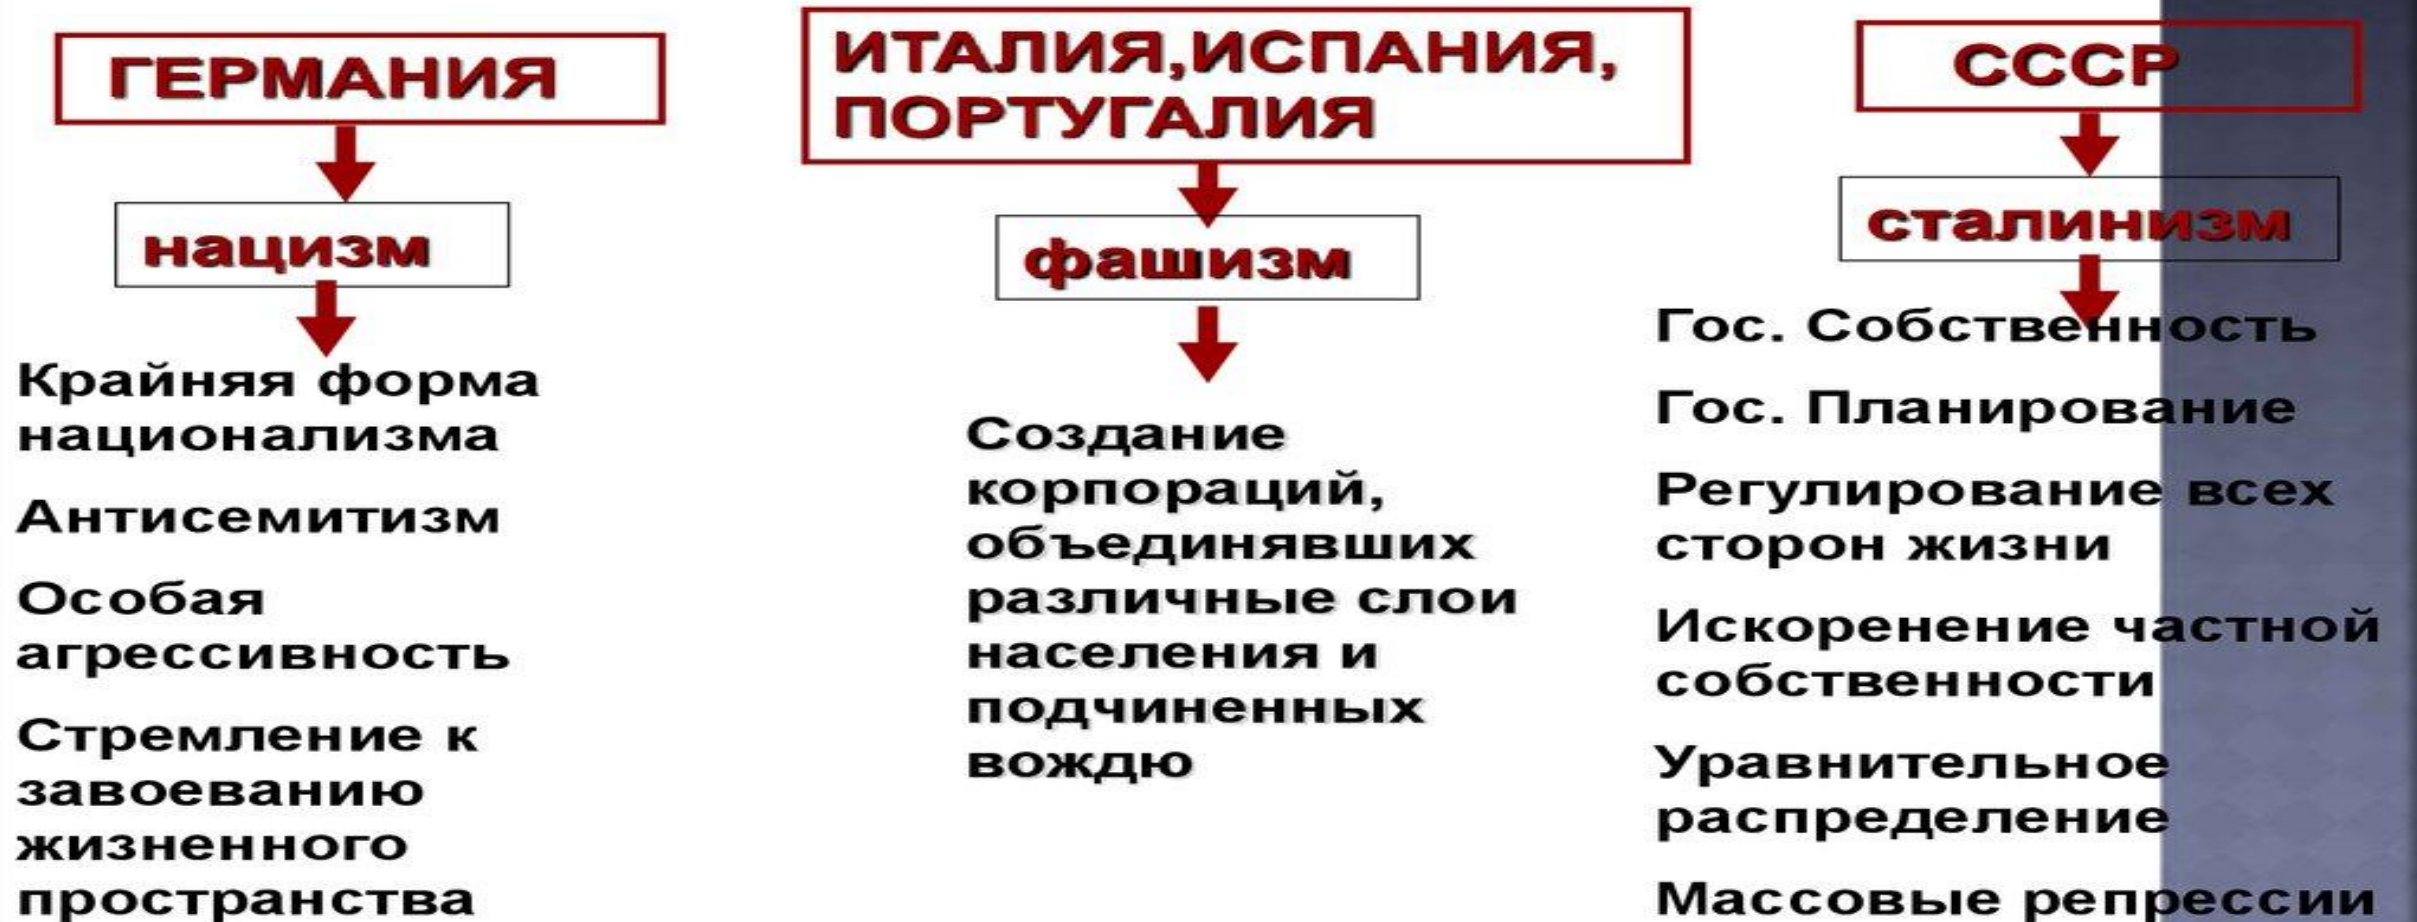 ГЕРМАНИЯ
нацизм
Крайняя форма
национализма
Антисемитизм
Особая
агрессивность
Стремление к
завоеванию
жизненного
пространства
ИТАЛИЯ,ИСПАНИЯ,
ПОРТУГАЛИЯ
фашизм
Создание
корпораций,
объединявших
различные слои
населения и
подчиненных
вождю
СССР
сталинизм
Гос. Собственность
Гос. Планирование
Регулирование всех
сторон жизни
Искоренение частной
собственности
Уравнительное
распределение
Массовые репрессии